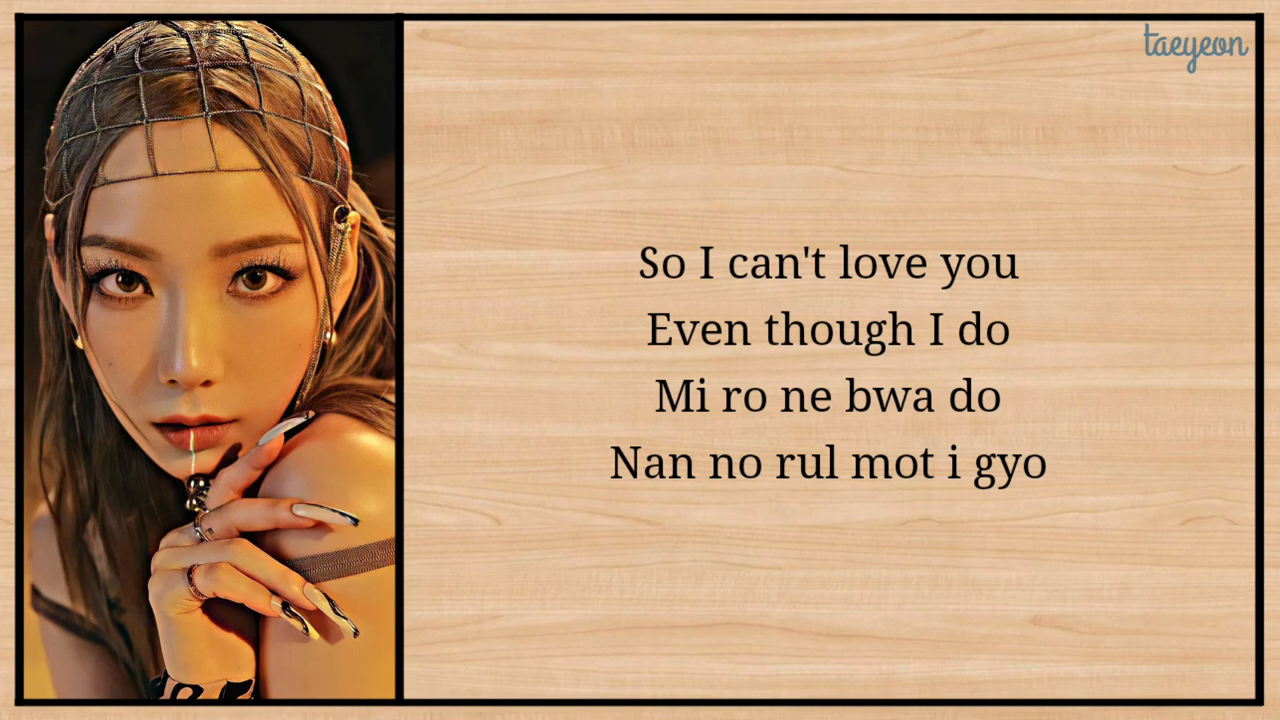 taeyeon
So I can't love you
Even though I do
Mi ro ne bwa do
Nan no rul mot i gyo